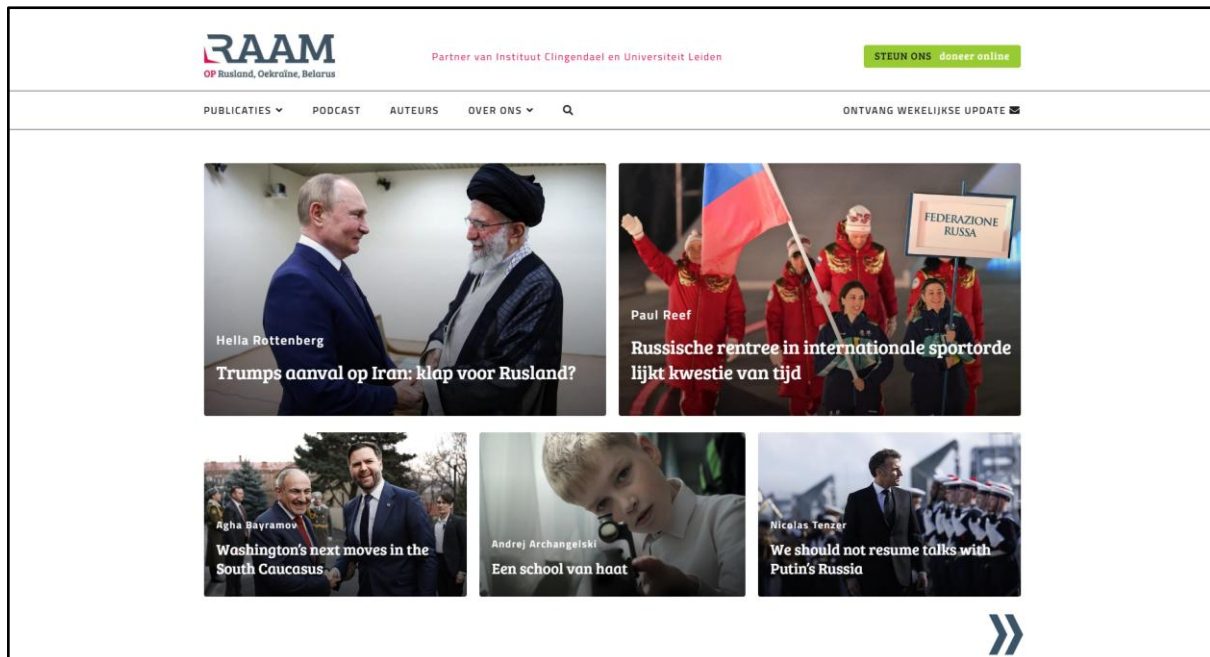 RAAM
OP Rusland, Oekraïne, Belarus
Partner van Instituut Clingendael en Universiteit Leiden
STEUN ONS doneer online
PUBLICATIES
PODCAST
AUTEURS
OVER ONS
ONTVANG WEKELIJKSE UPDATE
Hella Rottenberg
Trumps aanval op Iran: klap voor Rusland?
FEDERAZIONE
RUSSA
Paul Reef
Russische rentree in internationale sportorde
lijkt kwestie van tijd
Agha Bayramov
Washington's next moves in the
South Caucasus
Andrej Archangelski
Een school van haat
Nicolas Tenzer
We should not resume talks with
Putin's Russia